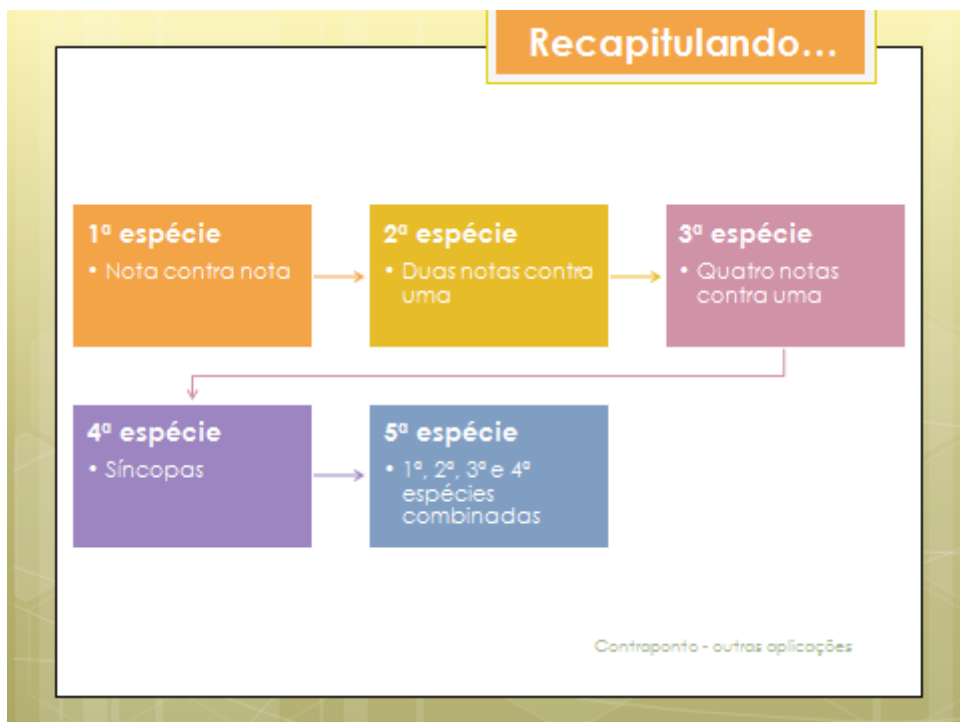 Recapitulando...
1ª espécie
• Nota contra nota
2ª espécie
• Duas notas contra
uma
3ª espécie
• Quatro notas
contra uma
4ª espécie
• Síncopas
5ª espécie
• 1ª, 2ª, 3ª e 4ª
espécies
combinadas
Contraponto - outras aplicações